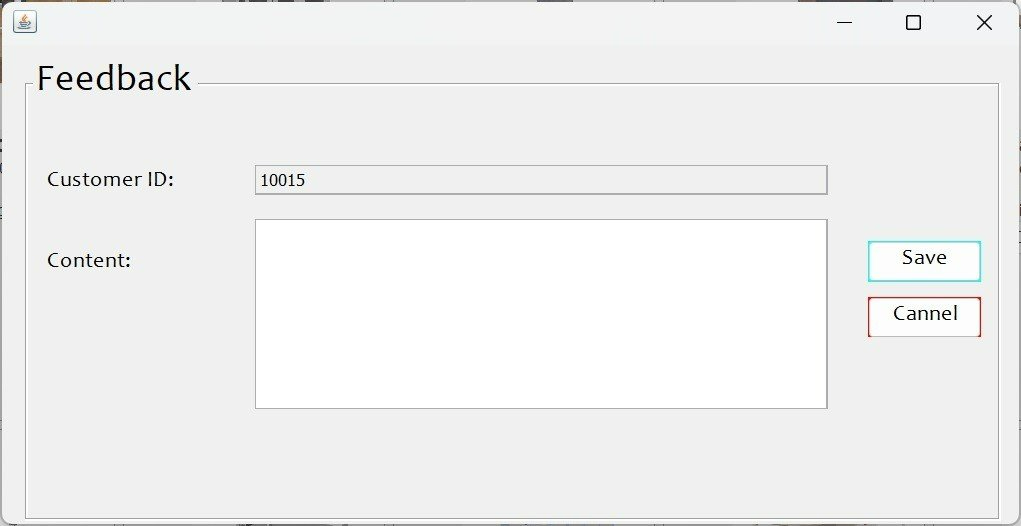 Feedback
Customer ID:
10015
Content:
Save
Cannel